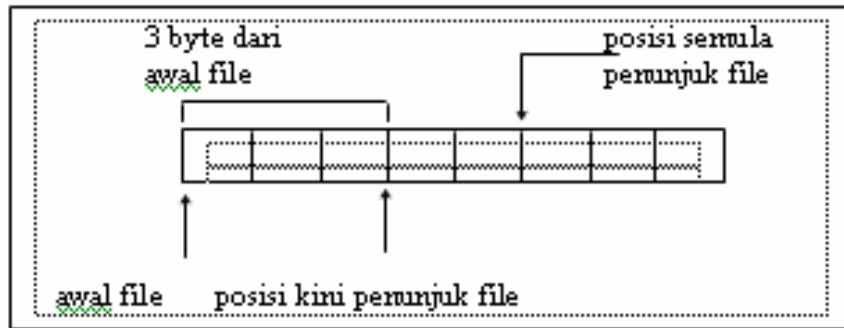 3 byte dari
awal file
posisi semula
penunjuk file
awal file
posisi kini penunjuk file